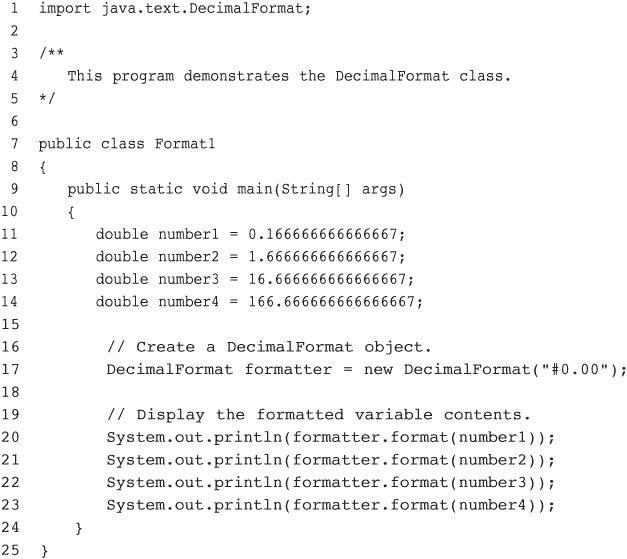 1 import java.text.DecimalFormat;
2
3 /**
4    This program demonstrates the DecimalFormat class.
5 */
6
7 public class Format1
8 {
9    public static void main(String[] args)
10    {
11       double number1 = 0.166666666666667;
12       double number2 = 1.666666666666667;
13       double number3 = 16.666666666666667;
14       double number4 = 166.666666666666667;
15
16       // Create a DecimalFormat object.
17       DecimalFormat formatter = new DecimalFormat("#0.00");
18
19       // Display the formatted variable contents.
20       System.out.println(formatter.format(number1));
21       System.out.println(formatter.format(number2));
22       System.out.println(formatter.format(number3));
23       System.out.println(formatter.format(number4));
24    }
25 }